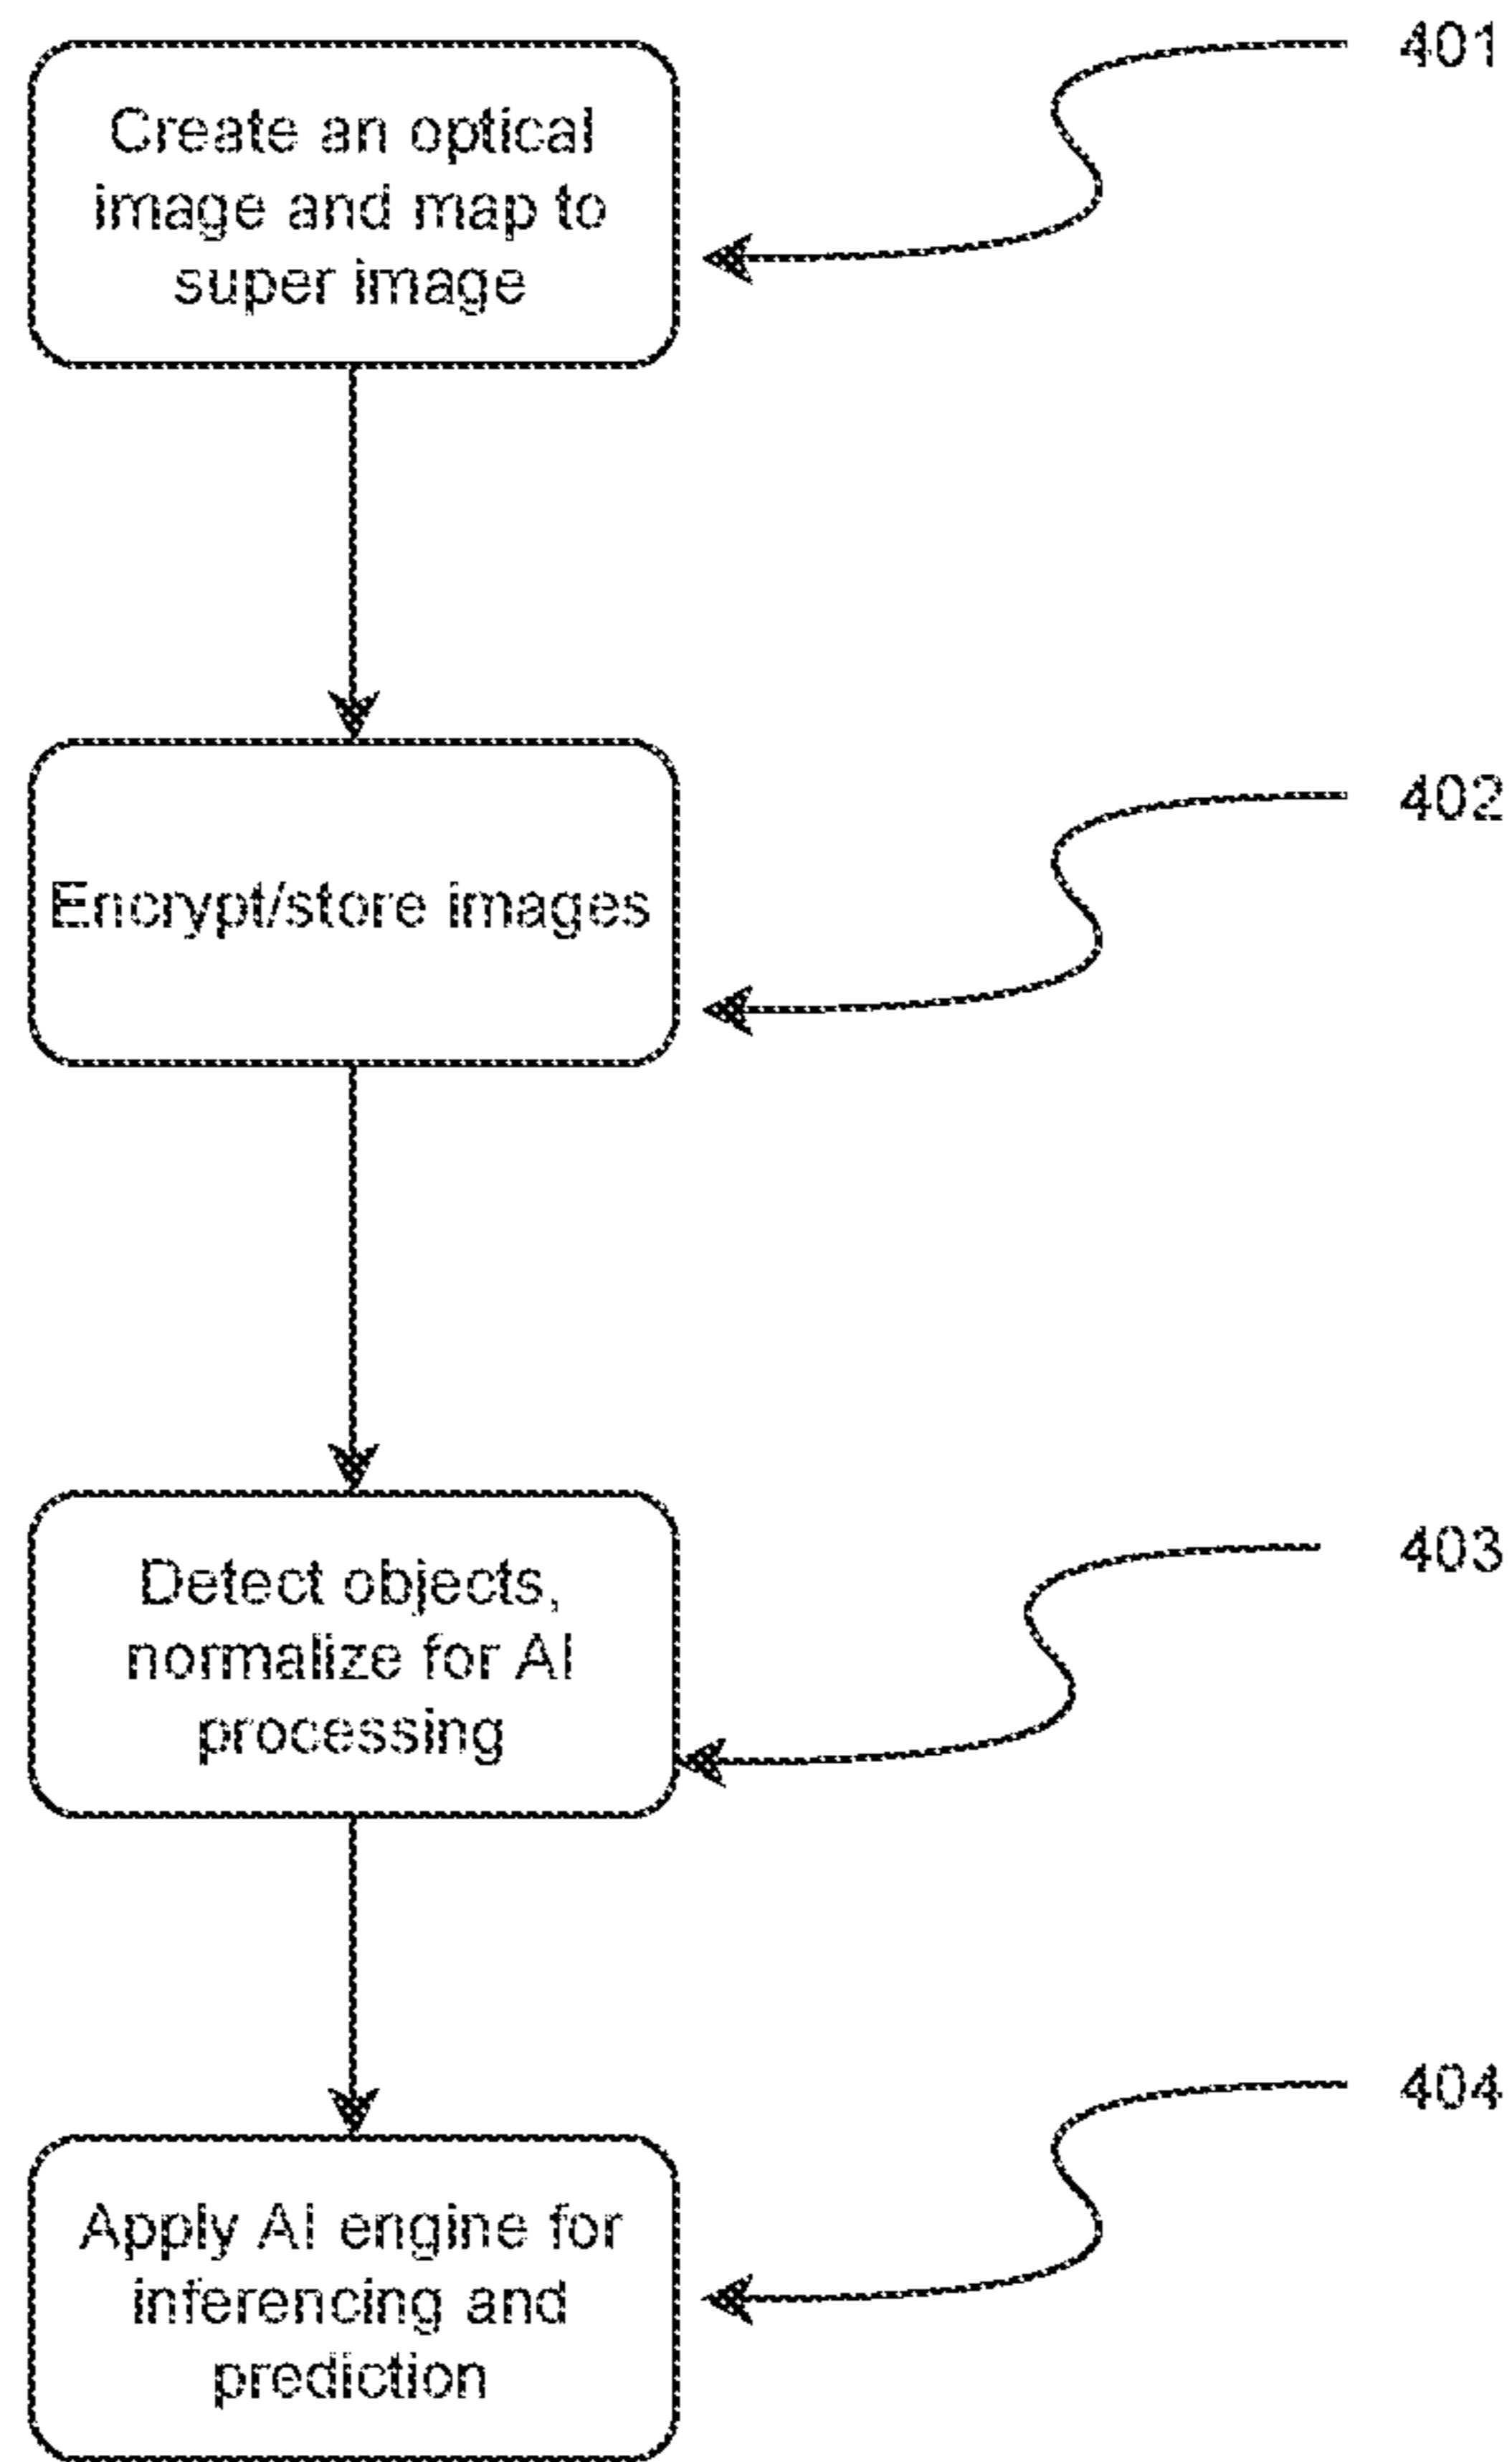 401
Create an optical
image and map to
super image
402
Encrypt/store images
403
Detect objects,
normalize for AI
processing
404
Apply AI engine for
inferencing and
prediction